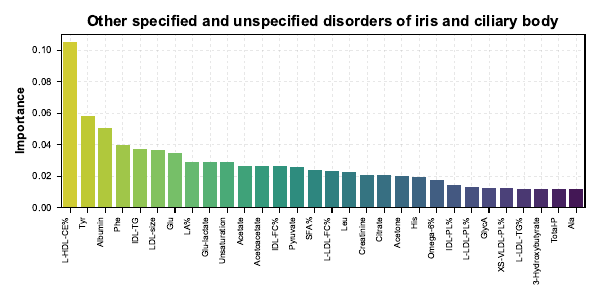 Other specified and unspecified disorders of iris and ciliary body
Importance
0.10
0.08
0.06
0.04
0.02
0.00
L-HDL-CE%
Tyr
Albumin
Phe
IDL-TG
LDL-size
Glu
LA%
Glu-lactate
Unsaturation
Acetate
Acetoacetate
IDL-FC%
Pyruvate
SFA%
L-LDL-FC%
Leu
Creatinine
Citrate
Acetone
His
Omega-6%
IDL-PL%
L-LDL-PL%
GlycA
XS-VLDL-PL%
L-LDL-TG%
3-Hydroxybutyrate
Total-P
Ala